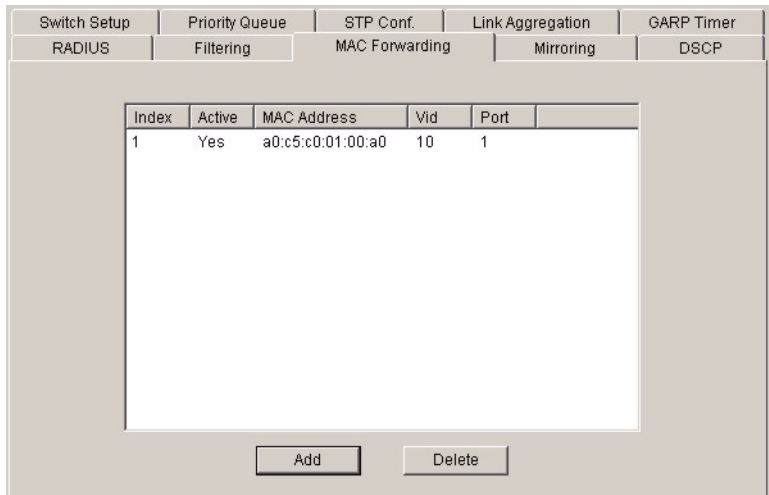 Switch Setup Priority Queue STP Conf. Link Aggregation GARP Timer
RADIUS Filtering MAC Forwarding Mirroring DSCP
Index Active MAC Address Vid Port
1 Yes a0:c5:c0:01:00:a0 10 1
Add Delete